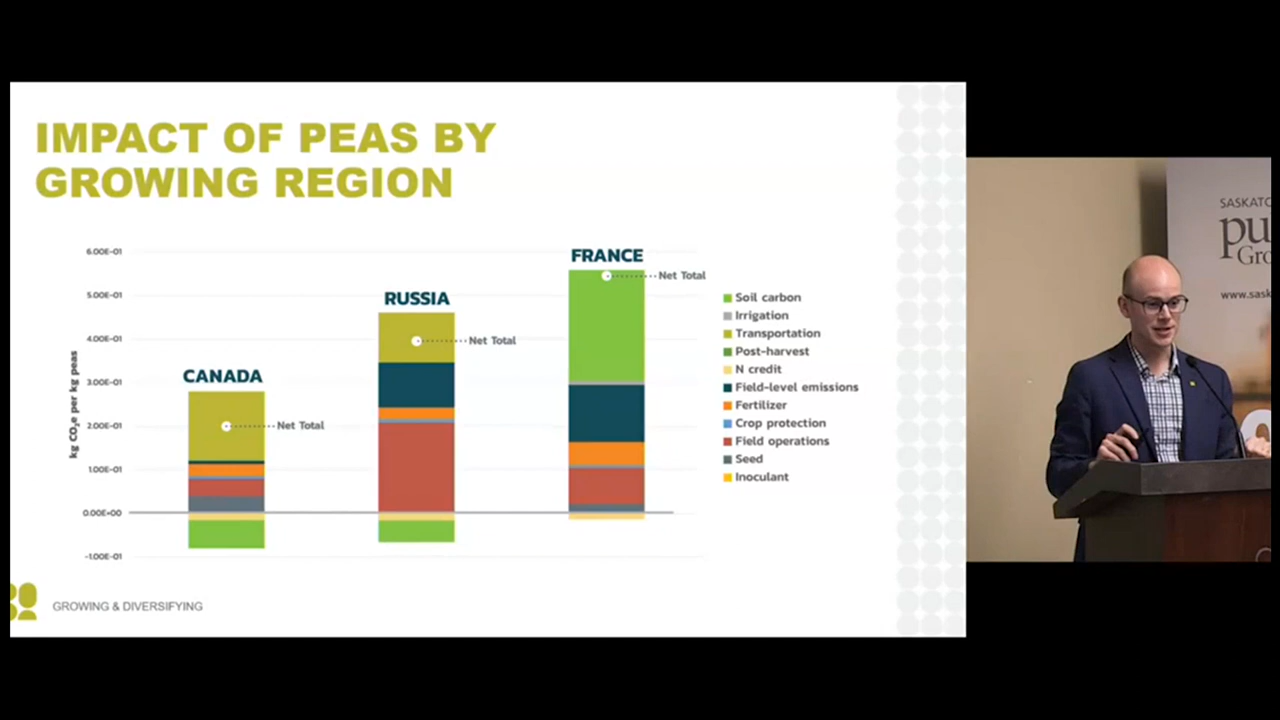 IMPACT OF PEAS BY
GROWING REGION
kg CO₂e per kg peas
6.00E-01
5.00E-01
4.00E-01
3.00E-01
2.00E-01
1.00E-01
0.00E+00
-1.00E-01
CANADA
Net Total
RUSSIA
Net Total
FRANCE
Net Total
Soil carbon
Irrigation
Transportation
Post-harvest
N credit
Field-level emissions
Fertilizer
Crop protection
Field operations
Seed
Inoculant
GROWING & DIVERSIFYING
SASKATC
pu
Gro
www.sask